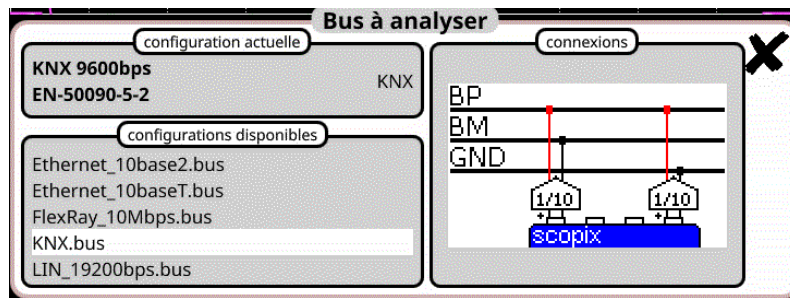 Bus à analyser
configuration actuelle
KNX 9600bps
EN-50090-5-2
KNX
configurations disponibles
Ethernet_10base2.bus
Ethernet_10baseT.bus
FlexRay_10Mbps.bus
KNX.bus
LIN_19200bps.bus
connexions
BP
BM
GND
1/10
1/10
+
+
scopix